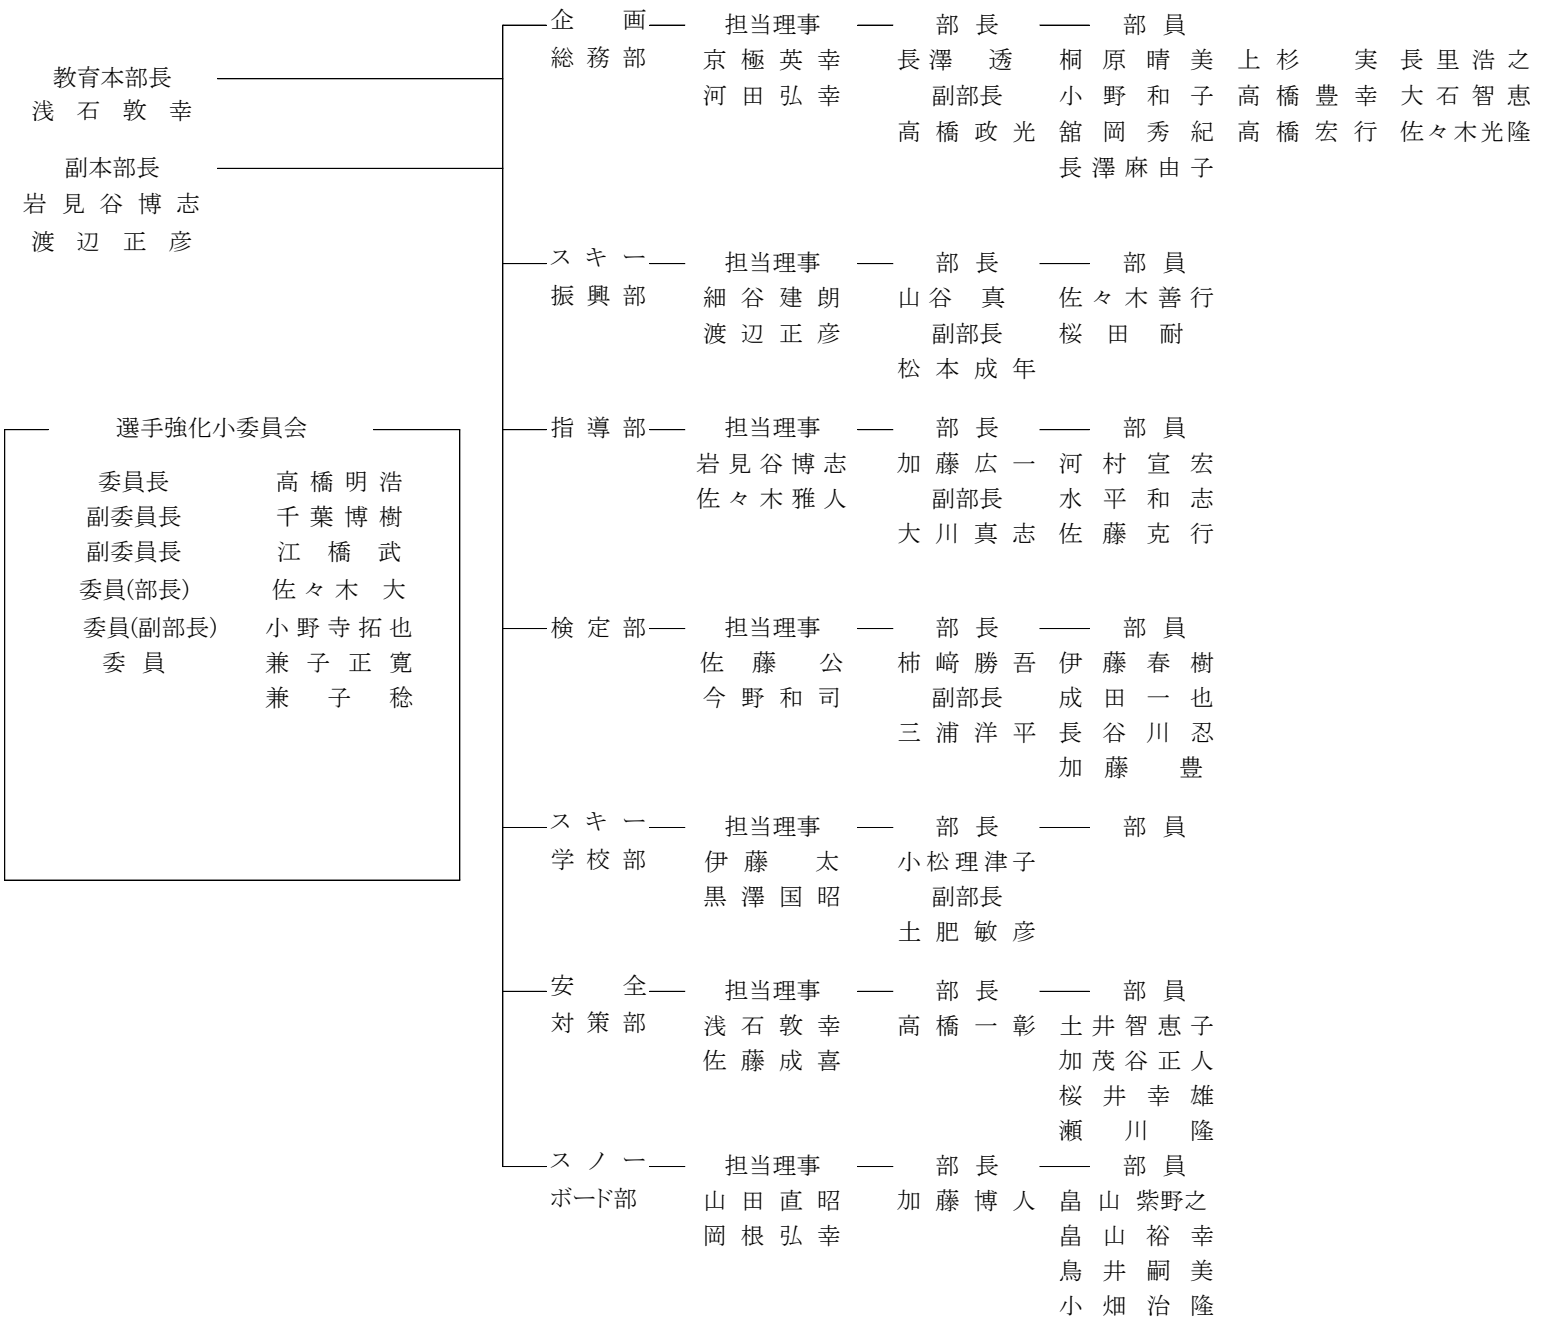 教育本部長
浅石敦幸
副本部長
岩見谷博志
渡辺正彦
選手強化小委員会
委員長 高橋明浩
副委員長 千葉博樹
副委員長 江橋武
委員(部長) 佐々木大
委員(副部長) 小野寺拓也
委員 兼子正寛
兼子稔
企画 担当理事 部長 部員
総務部 京極英幸 長澤透 桐原晴美 上杉実 長里浩之
河田弘幸 副部長 小野和子 高橋豊幸 大石智恵
高橋政光 舘岡秀紀 高橋宏行 佐々木光隆
長澤麻由子
スキー 担当理事 部長 部員
振興部 細谷建朗 山谷真 佐々木善行
渡辺正彦 副部長 桜田耐
松本成年
指導部 担当理事 部長 部員
岩見谷博志 加藤広一 河村宣宏
佐々木雅人 副部長 水平和志
大川真志 佐藤克行
検定部 担当理事 部長 部員
佐藤公 柿﨑勝吾 伊藤春樹
今野和司 副部長 成田一也
三浦洋平 長谷川忍
加藤豊
スキー 担当理事 部長 部員
学校部 伊藤太 小松理津子
黒澤国昭 副部長
土肥敏彦
安全 担当理事 部長 部員
対策部 浅石敦幸 高橋一彰 土井智恵子
佐藤成喜 加茂谷正人
桜井幸雄
瀬川隆
スノー 担当理事 部長 部員
ボード部 山田直昭 加藤博人 畠山紫野之
岡根弘幸 畠山裕幸
鳥井嗣美
小畑治隆